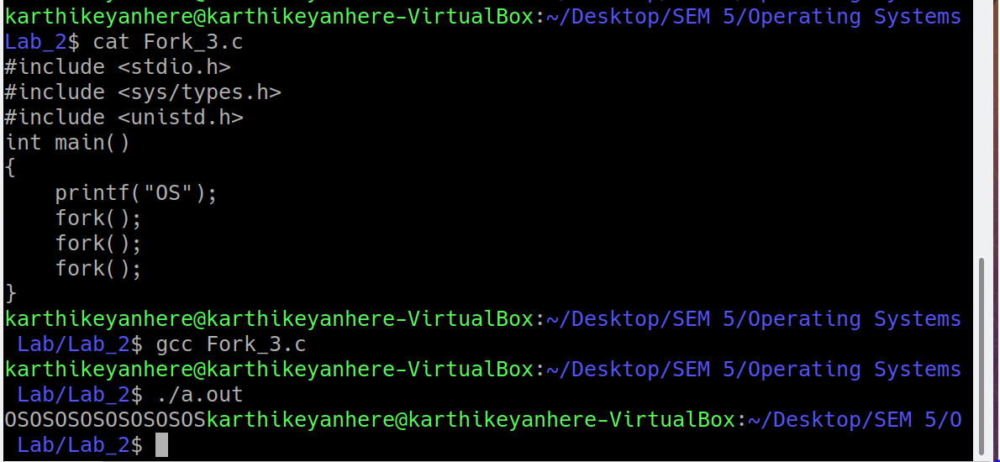 karthikeyanhere@karthikeyanhere-VirtualBox:~/Desktop/SEM 5/Operating Systems
Lab_2$ cat Fork_3.c
#include <stdio.h>
#include <sys/types.h>
#include <unistd.h>
int main()
{
    printf("OS");
    fork();
    fork();
    fork();
}
karthikeyanhere@karthikeyanhere-VirtualBox:~/Desktop/SEM 5/Operating Systems
 Lab/Lab_2$ gcc Fork_3.c
karthikeyanhere@karthikeyanhere-VirtualBox:~/Desktop/SEM 5/Operating Systems
 Lab/Lab_2$ ./a.out
OSOSOSOSOSOSOSOSkarthikeyanhere@karthikeyanhere-VirtualBox:~/Desktop/SEM 5/O
 Lab/Lab_2$